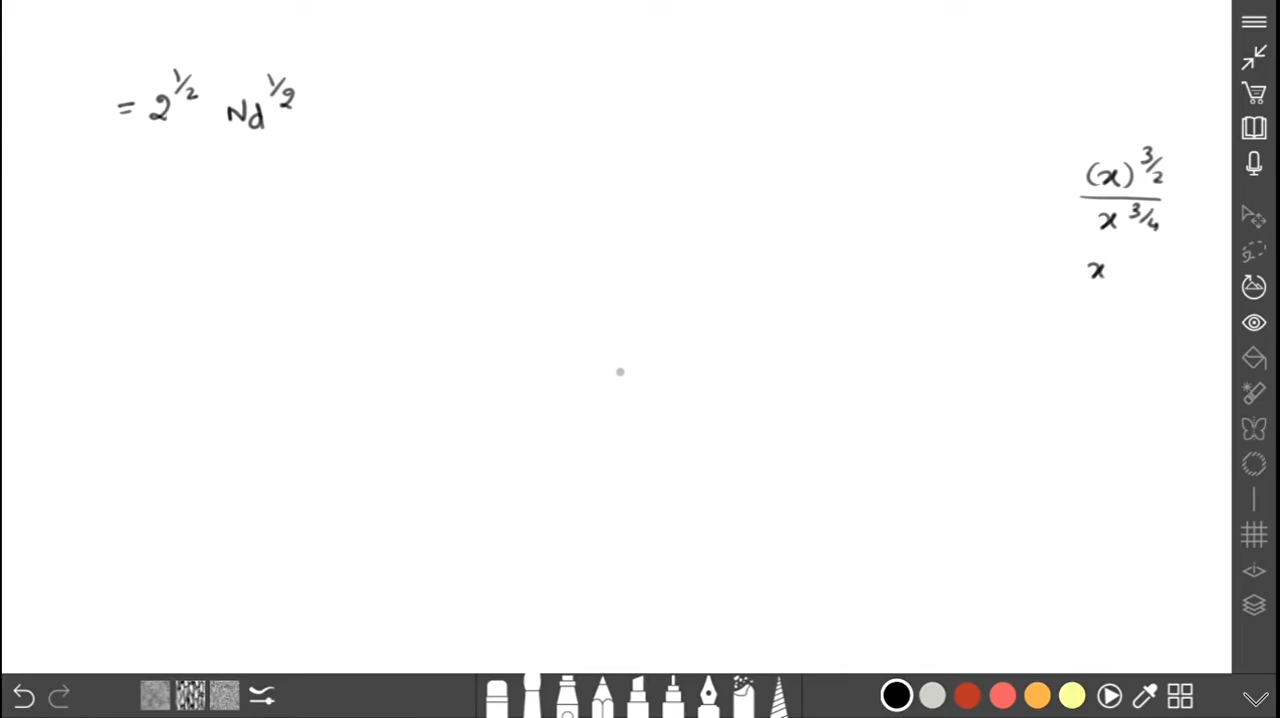 = 2^1/2 Nd^1/2
(x)^3/2
x^3/4
x